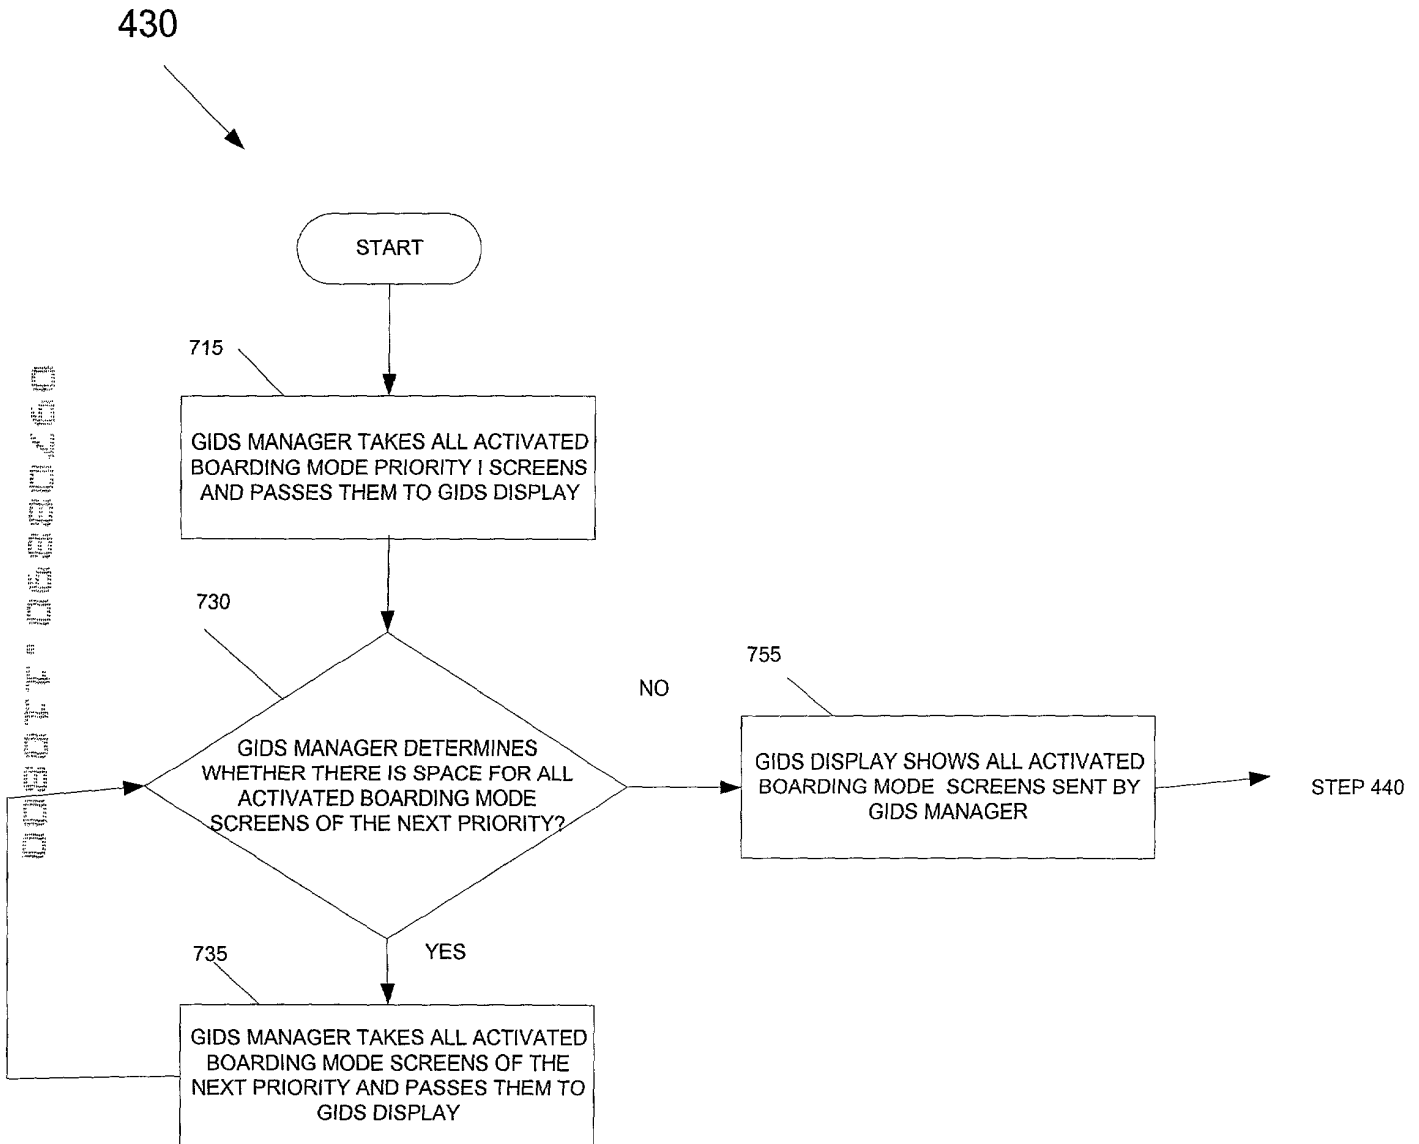 430
START
715
GIDS MANAGER TAKES ALL ACTIVATED
BOARDING MODE PRIORITY I SCREENS
AND PASSES THEM TO GIDS DISPLAY
730
GIDS MANAGER DETERMINES
WHETHER THERE IS SPACE FOR ALL
ACTIVATED BOARDING MODE
SCREENS OF THE NEXT PRIORITY?
NO
755
GIDS DISPLAY SHOWS ALL ACTIVATED
BOARDING MODE SCREENS SENT BY
GIDS MANAGER
STEP 440
YES
735
GIDS MANAGER TAKES ALL ACTIVATED
BOARDING MODE SCREENS OF THE
NEXT PRIORITY AND PASSES THEM TO
GIDS DISPLAY